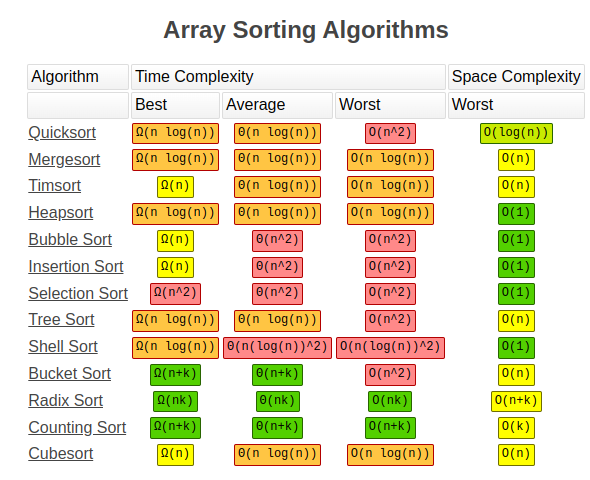 Array Sorting Algorithms
Algorithm Time Complexity Space Complexity
Best Average Worst Worst
Quicksort Ω(n log(n)) Θ(n log(n)) O(n^2) O(log(n))
Mergesort Ω(n log(n)) Θ(n log(n)) O(n log(n)) O(n)
Timsort Ω(n) Θ(n log(n)) O(n log(n)) O(n)
Heapsort Ω(n log(n)) Θ(n log(n)) O(n log(n)) O(1)
Bubble Sort Ω(n) Θ(n^2) O(n^2) O(1)
Insertion Sort Ω(n) Θ(n^2) O(n^2) O(1)
Selection Sort Ω(n^2) Θ(n^2) O(n^2) O(1)
Tree Sort Ω(n log(n)) Θ(n log(n)) O(n^2) O(n)
Shell Sort Ω(n log(n)) Θ(n(log(n))^2) O(n(log(n))^2) O(1)
Bucket Sort Ω(n+k) Θ(n+k) O(n^2) O(n)
Radix Sort Ω(nk) Θ(nk) O(nk) O(n+k)
Counting Sort Ω(n+k) Θ(n+k) O(n+k) O(k)
Cubesort Ω(n) Θ(n log(n)) O(n log(n)) O(n)